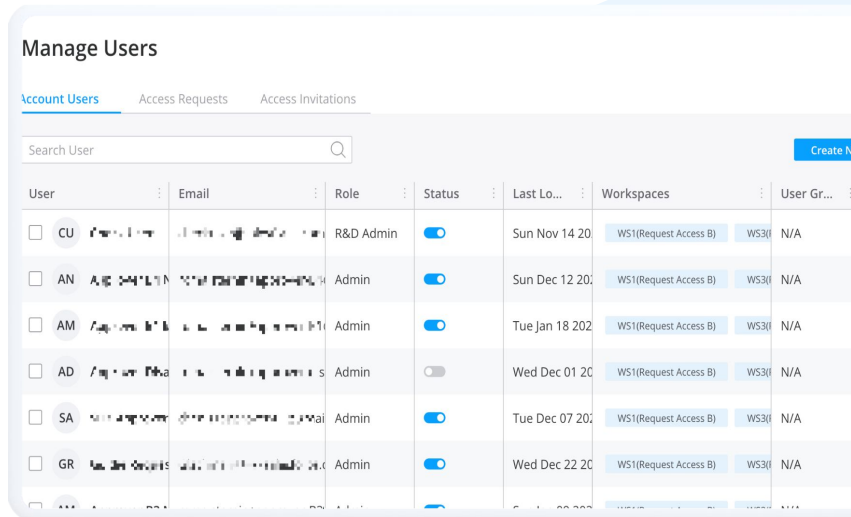 Manage Users
Account Users Access Requests Access Invitations
Search User Create N
User Email Role Status Last Lo... Workspaces User Gr...
CU R&D Admin Sun Nov 14 20 WS1(Request Access B) WS3( N/A
AN Admin Sun Dec 12 202 WS1(Request Access B) WS3( N/A
AM Admin Tue Jan 18 202 WS1(Request Access B) WS3( N/A
AD Admin Wed Dec 01 20 WS1(Request Access B) WS3( N/A
SA Admin Tue Dec 07 202 WS1(Request Access B) WS3( N/A
GR Admin Wed Dec 22 20 WS1(Request Access B) WS3( N/A